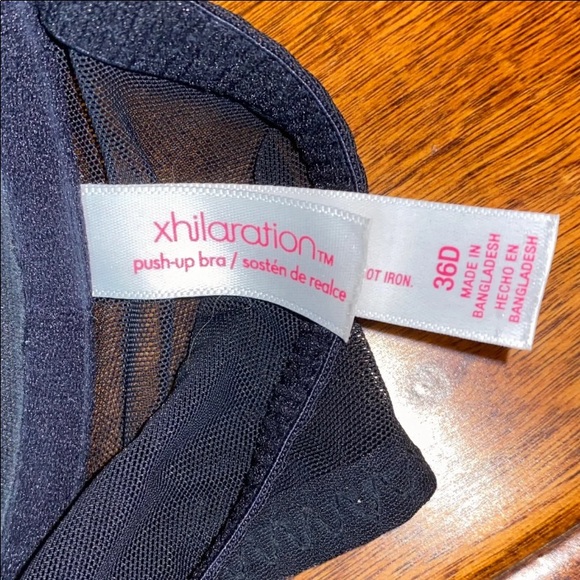 xhilaration™
push-up bra / sostén de realce
OT IRON.
36D
MADE IN
BANGLADESH
HECHO EN
BANGLADESH